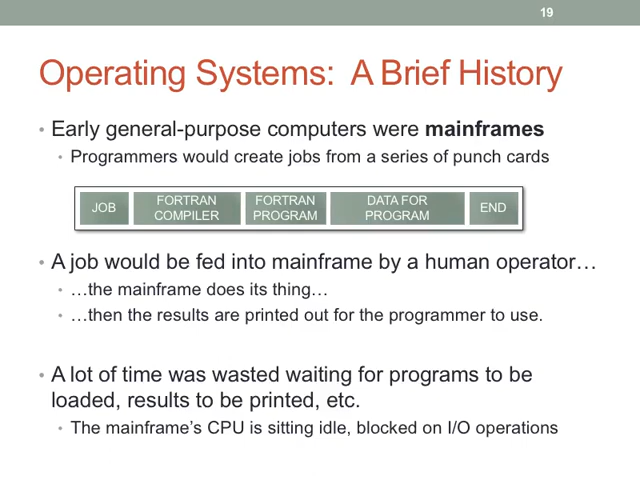 19
Operating Systems: A Brief History
• Early general-purpose computers were mainframes
• Programmers would create jobs from a series of punch cards
JOB
FORTRAN
COMPILER
FORTRAN
PROGRAM
DATA FOR
PROGRAM
END
• A job would be fed into mainframe by a human operator…
• …the mainframe does its thing…
• …then the results are printed out for the programmer to use.
• A lot of time was wasted waiting for programs to be
loaded, results to be printed, etc.
• The mainframe’s CPU is sitting idle, blocked on I/O operations